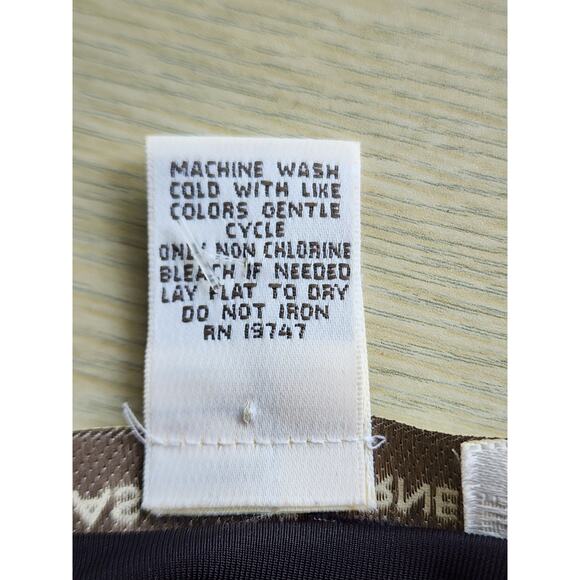 MACHINE WASH
COLD WITH LIKE
COLORS GENTLE
CYCLE
ONLY NON CHLORINE
BLEACH IF NEEDED
LAY FLAT TO DRY
DO NOT IRON
RN 19747